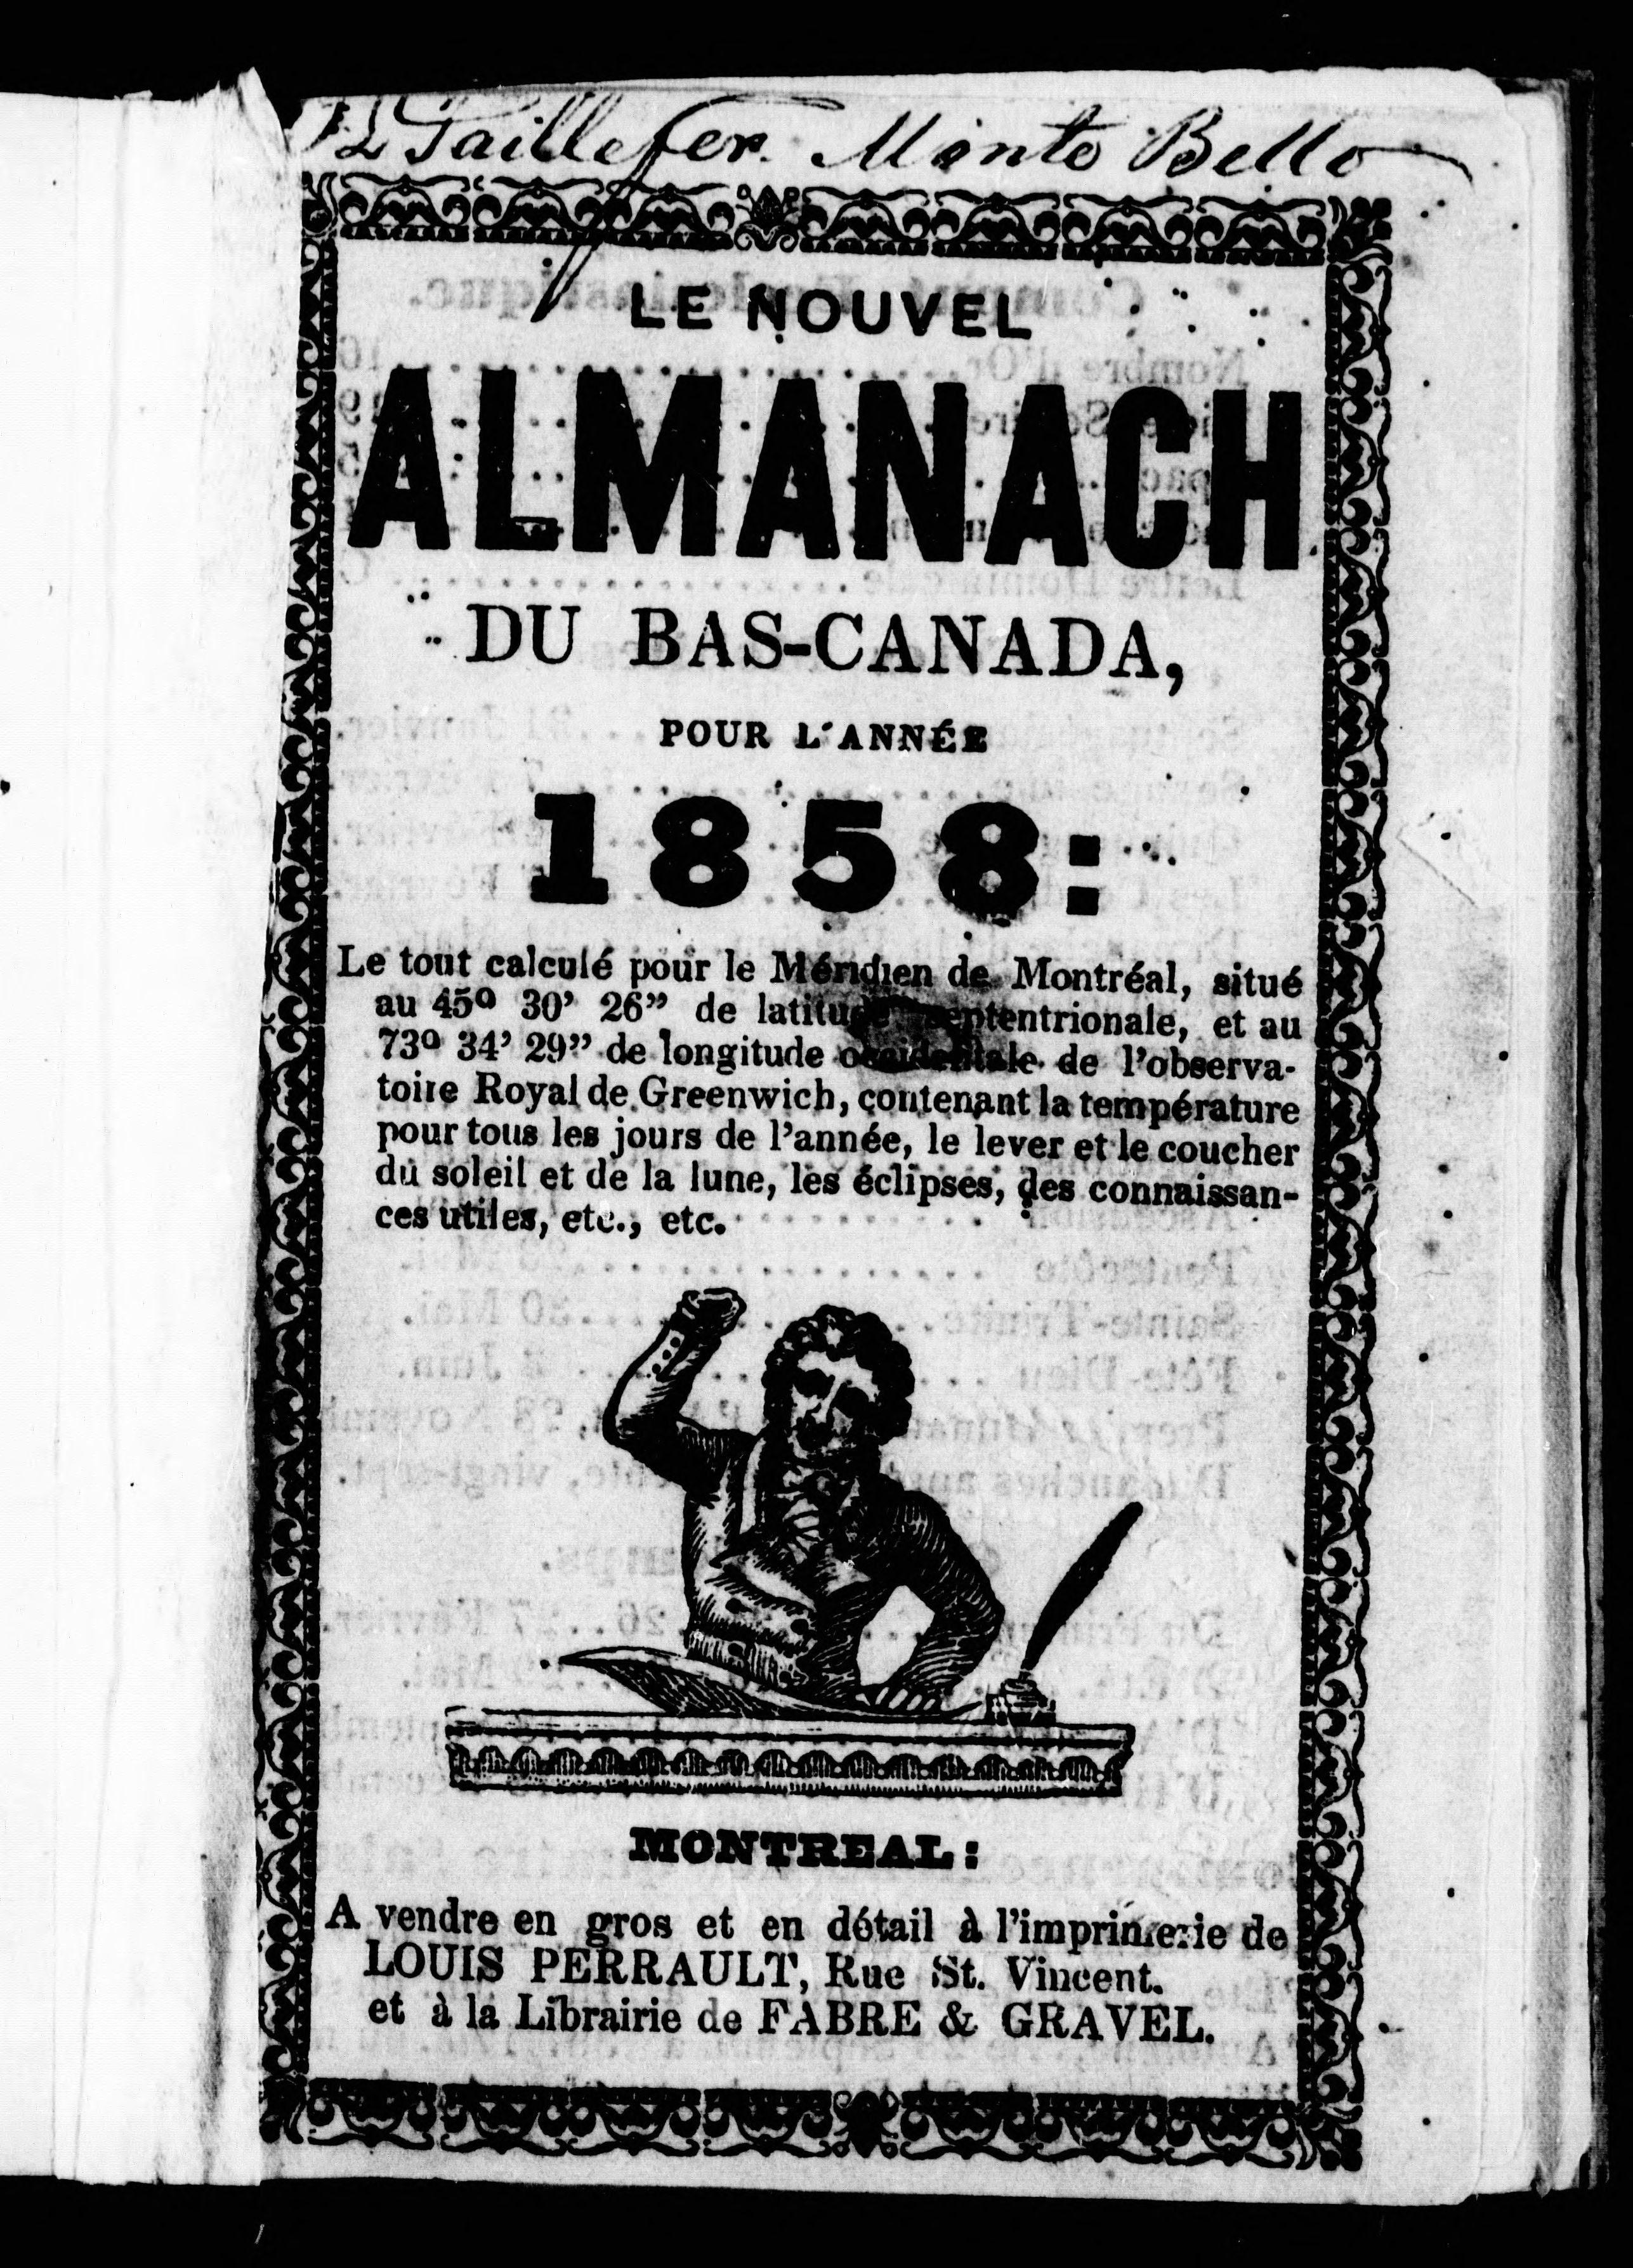 Taillefer Monte Bello
LE NOUVEL
ALMANACH
DU BAS-CANADA,
POUR L'ANNÉE
1858:
Le tout calculé pour le Méridien de Montréal, situé
au 45º 30’ 26” de latitude septentrionale, et au
73º 34’ 29” de longitude occidentale de l’observa-
toire Royal de Greenwich, contenant la température
pour tous les jours de l’année, le lever et le coucher
du soleil et de la lune, les éclipses, des connaissan-
ces utiles, etc., etc.
MONTREAL:
A vendre en gros et en détail à l’imprimerie de
LOUIS PERRAULT, Rue St. Vincent.
et à la Librairie de FABRE & GRAVEL.